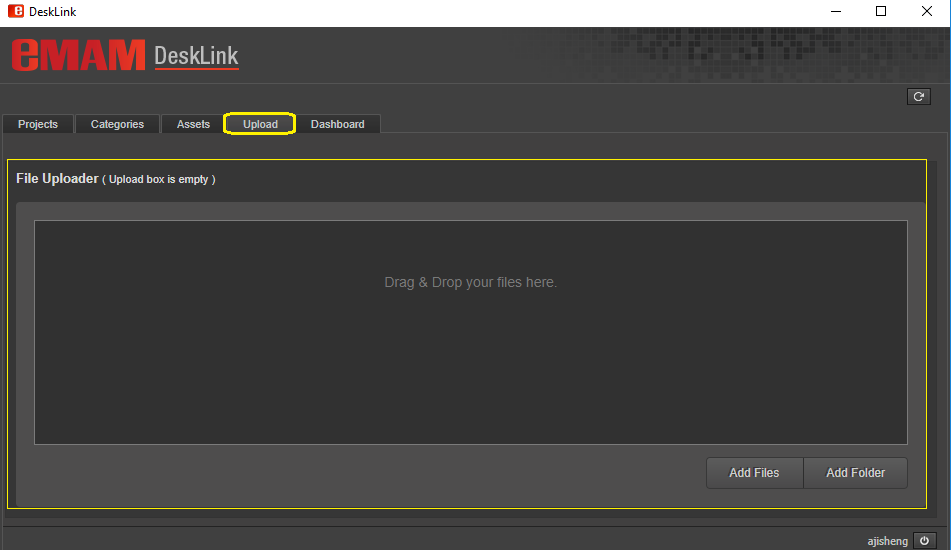 DeskLink
eMAM DeskLink
Projects Categories Assets Upload Dashboard
File Uploader ( Upload box is empty )
Drag & Drop your files here.
Add Files Add Folder
ajisheng